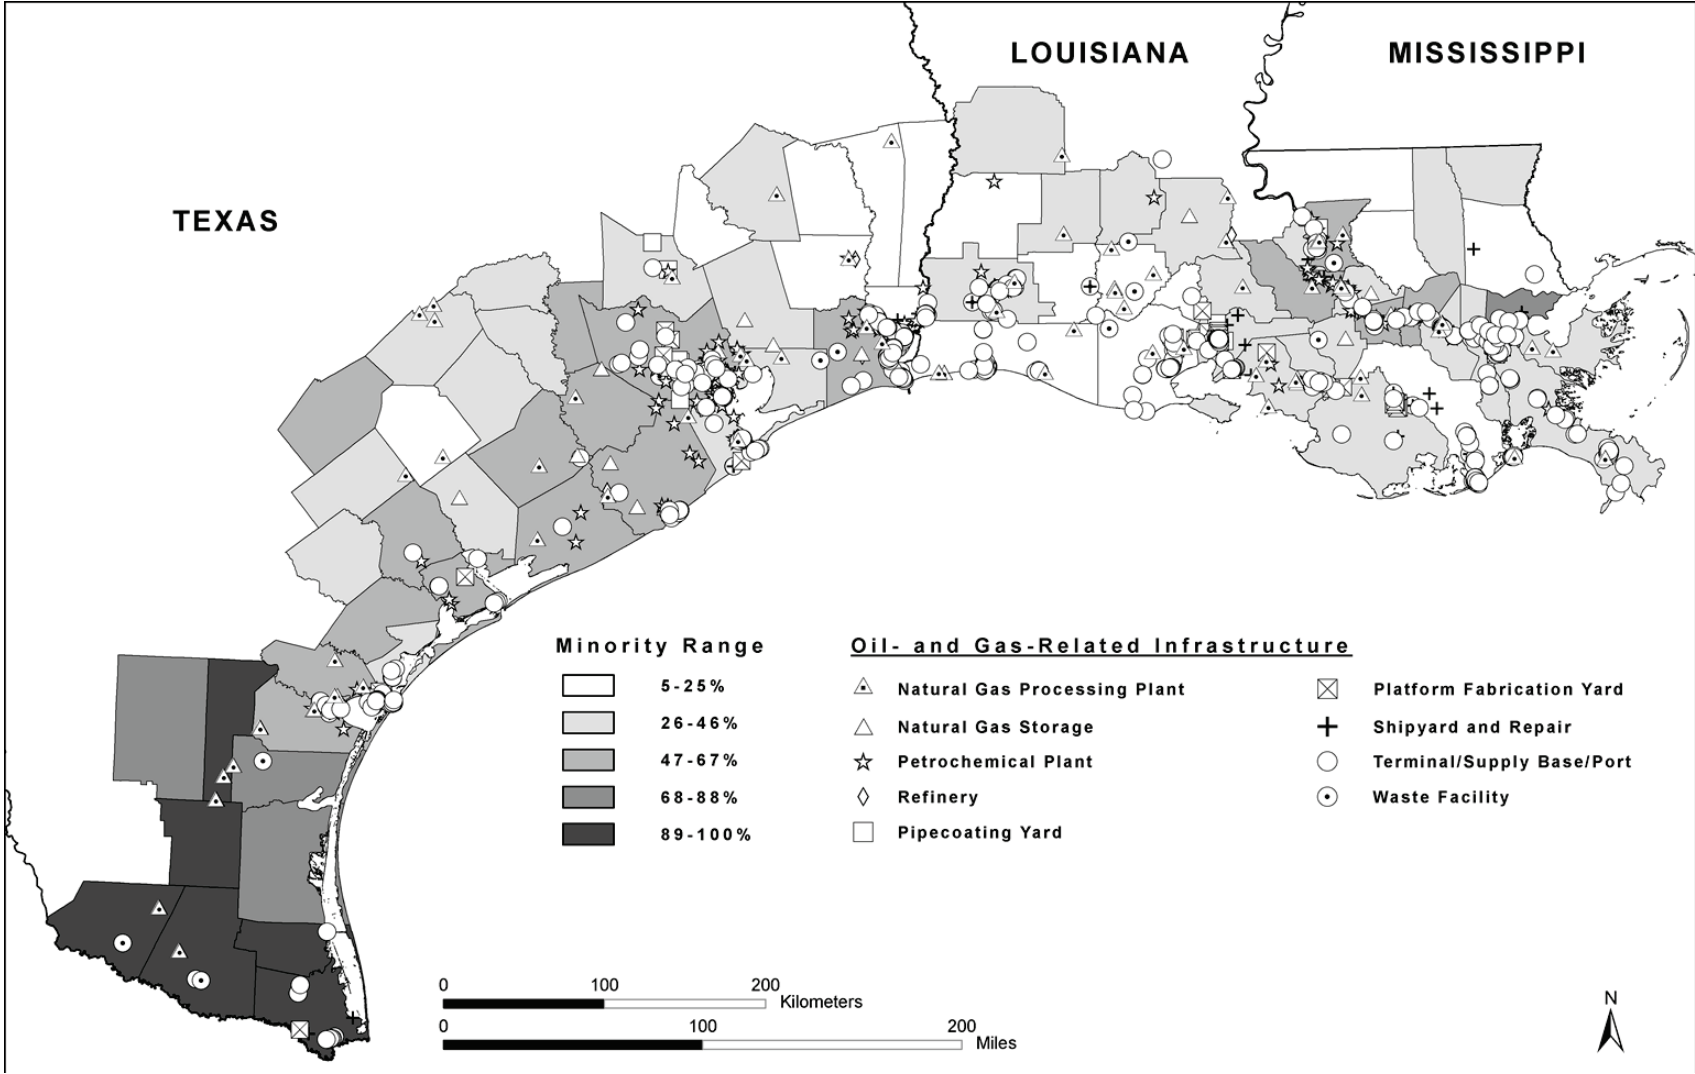 LOUISIANA
MISSISSIPPI
TEXAS
Minority Range
5-25%
26-46%
47-67%
68-88%
89-100%
Oil- and Gas-Related Infrastructure
Natural Gas Processing Plant
Natural Gas Storage
Petrochemical Plant
Refinery
Pipecoating Yard
Platform Fabrication Yard
Shipyard and Repair
Terminal/Supply Base/Port
Waste Facility
0 100 200
Kilometers
0 100 200
Miles
N